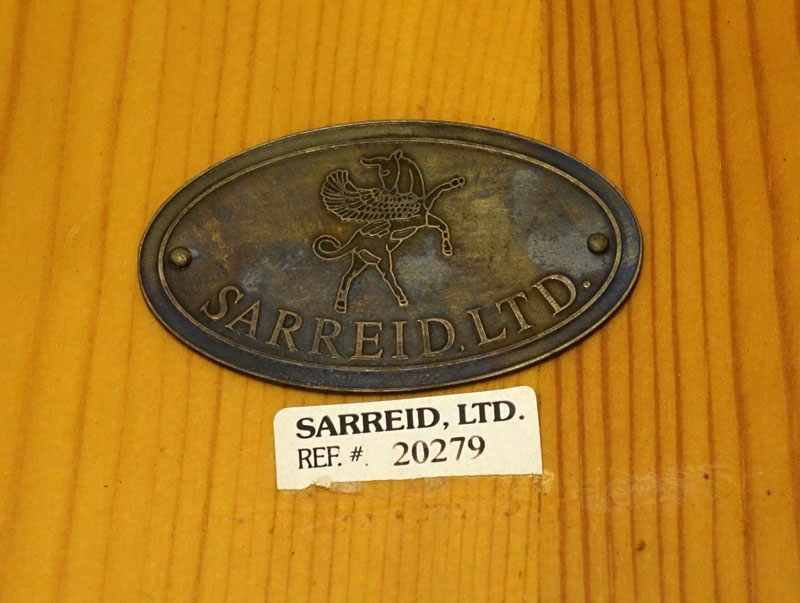 SARREID, LTD.
SARREID, LTD.
REF. # 20279